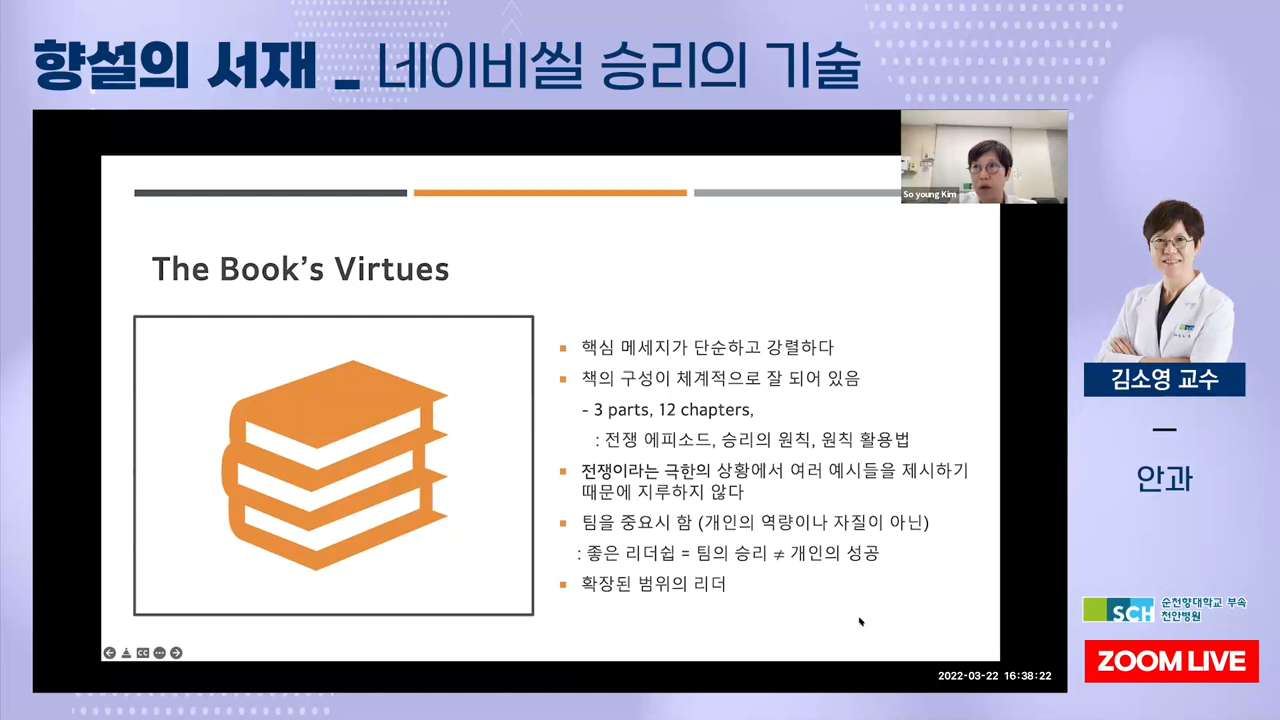 향설의 서재 _ 네이비씰 승리의 기술
So young Kim
The Book's Virtues
핵심 메세지가 단순하고 강렬하다
책의 구성이 체계적으로 잘 되어 있음
- 3 parts, 12 chapters,
: 전쟁 에피소드, 승리의 원칙, 원칙 활용법
전쟁이라는 극한의 상황에서 여러 예시들을 제시하기
때문에 지루하지 않다
팀을 중요시 함 (개인의 역량이나 자질이 아닌)
: 좋은 리더쉽 = 팀의 승리 ≠ 개인의 성공
확장된 범위의 리더
CC
2022-03-22 16:38:22
김소영 교수
안과
SCH 순천향대학교 부속
천안병원
ZOOM LIVE